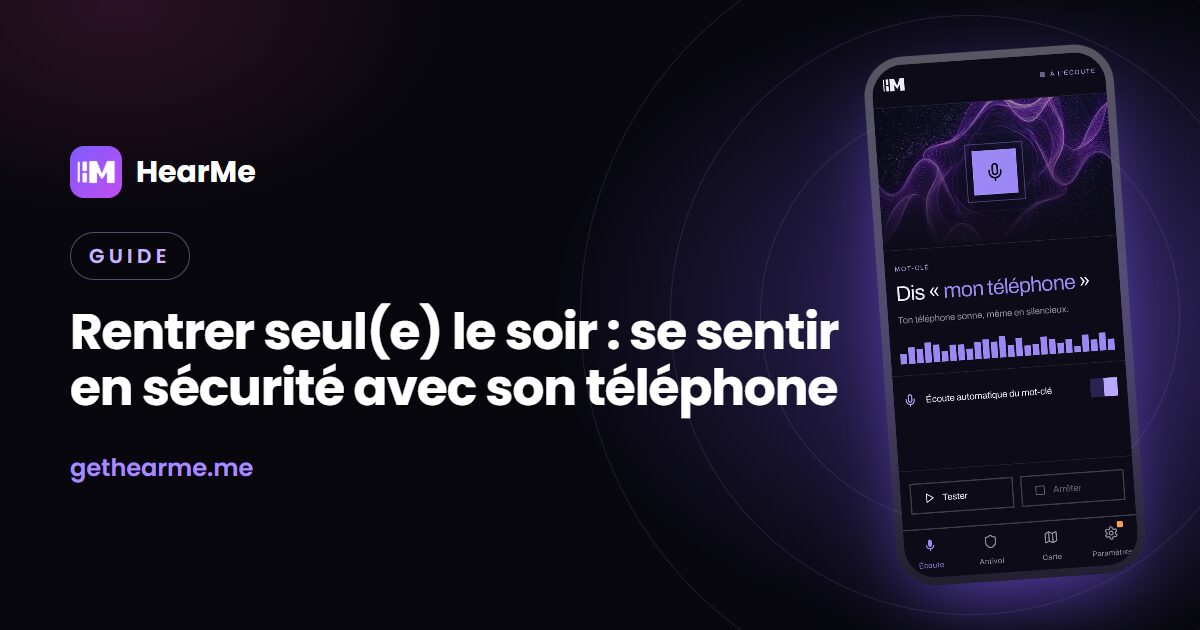 HM HearMe
GUIDE
Rentrer seul(e) le soir : se sentir
en sécurité avec son téléphone
gethearme.me
HM
À L'ÉCOUTE
MOT-CLÉ
Dis « mon téléphone »
Ton téléphone sonne, même en silencieux.
Écoute automatique du mot-clé
Tester
Arrêter
Écoute
Antivol
Carte
Paramètres